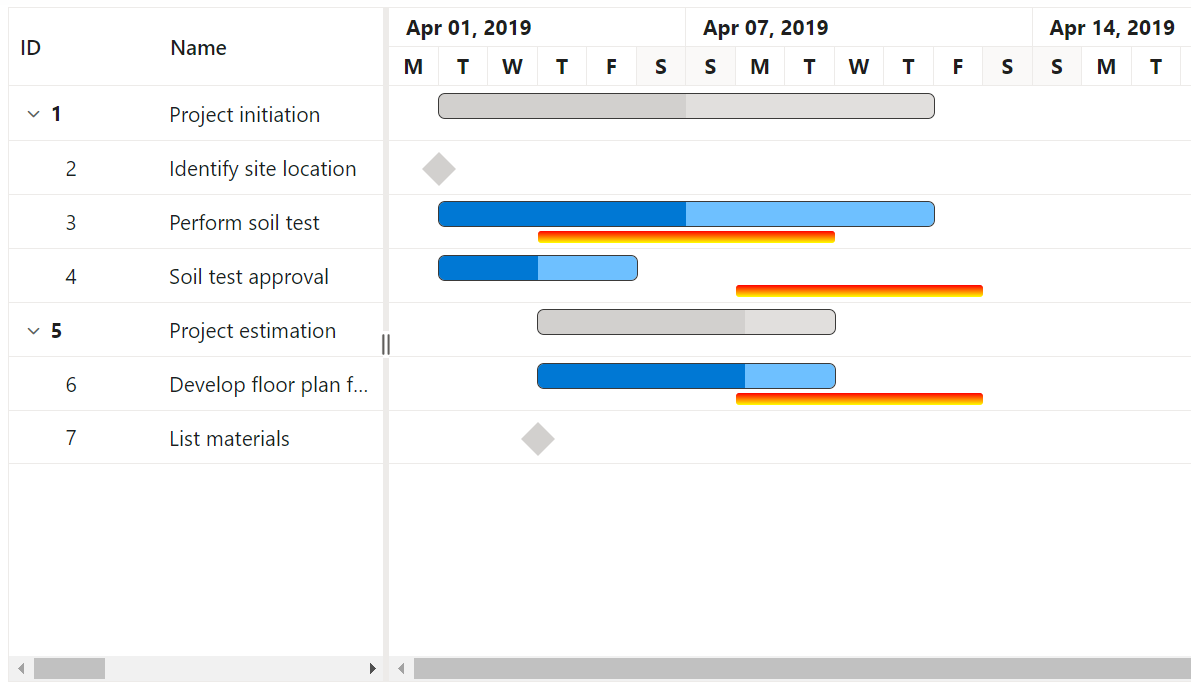 ID Name Apr 01, 2019 Apr 07, 2019 Apr 14, 2019
M T W T F S S M T W T F S S M T
1 Project initiation
2 Identify site location
3 Perform soil test
4 Soil test approval
5 Project estimation
6 Develop floor plan f...
7 List materials